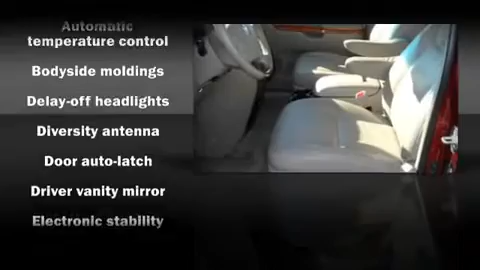 Automatic
temperature control
Bodyside moldings
Delay-off headlights
Diversity antenna
Door auto-latch
Driver vanity mirror
Electronic stability